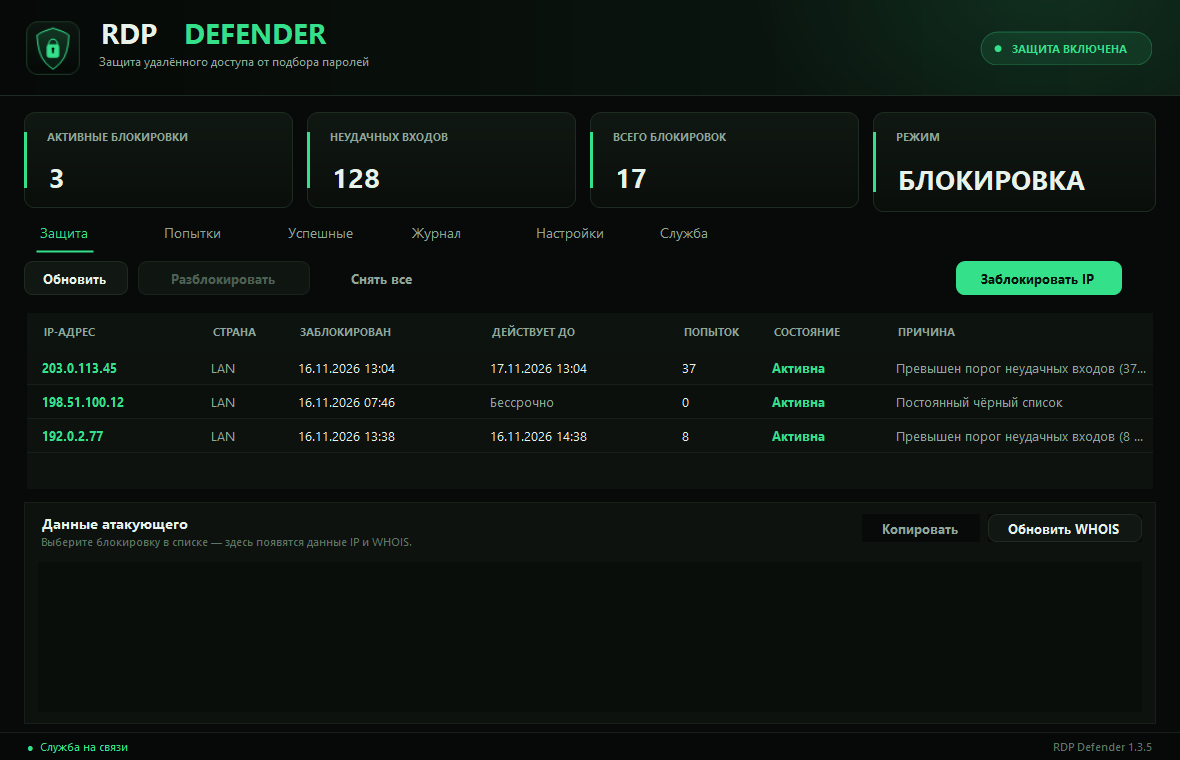 RDP DEFENDER
Защита удалённого доступа от подбора паролей
ЗАЩИТА ВКЛЮЧЕНА
АКТИВНЫЕ БЛОКИРОВКИ
3
НЕУДАЧНЫХ ВХОДОВ
128
ВСЕГО БЛОКИРОВОК
17
РЕЖИМ
БЛОКИРОВКА
Защита Попытки Успешные Журнал Настройки Служба
Обновить Разблокировать Снять все Заблокировать IP
IP-АДРЕС СТРАНА ЗАБЛОКИРОВАН ДЕЙСТВУЕТ ДО ПОПЫТОК СОСТОЯНИЕ ПРИЧИНА
203.0.113.45 LAN 16.11.2026 13:04 17.11.2026 13:04 37 Активна Превышен порог неудачных входов (37...
198.51.100.12 LAN 16.11.2026 07:46 Бессрочно 0 Активна Постоянный чёрный список
192.0.2.77 LAN 16.11.2026 13:38 16.11.2026 14:38 8 Активна Превышен порог неудачных входов (8 ...
Данные атакующего
Выберите блокировку в списке — здесь появятся данные IP и WHOIS.
Копировать Обновить WHOIS
Служба на связи
RDP Defender 1.3.5